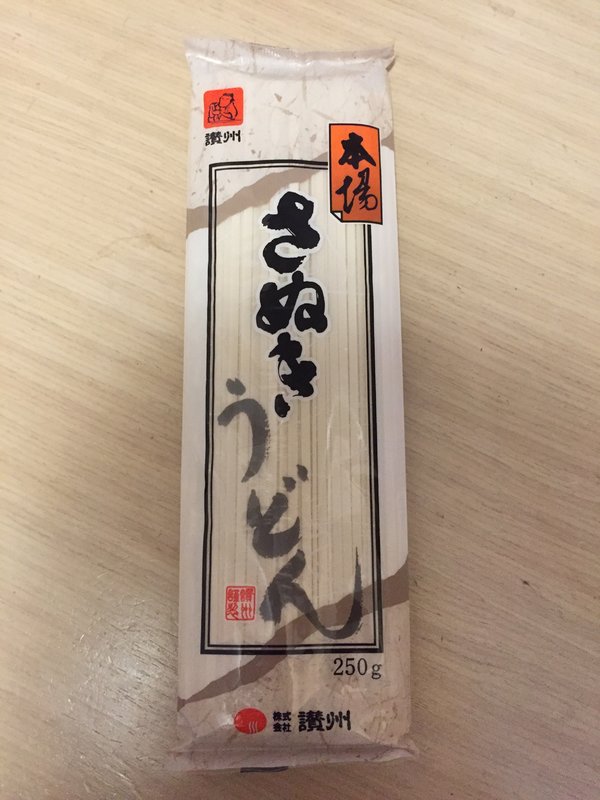 讃州
本場
さぬき
うどん
250g
株式会社 讃州